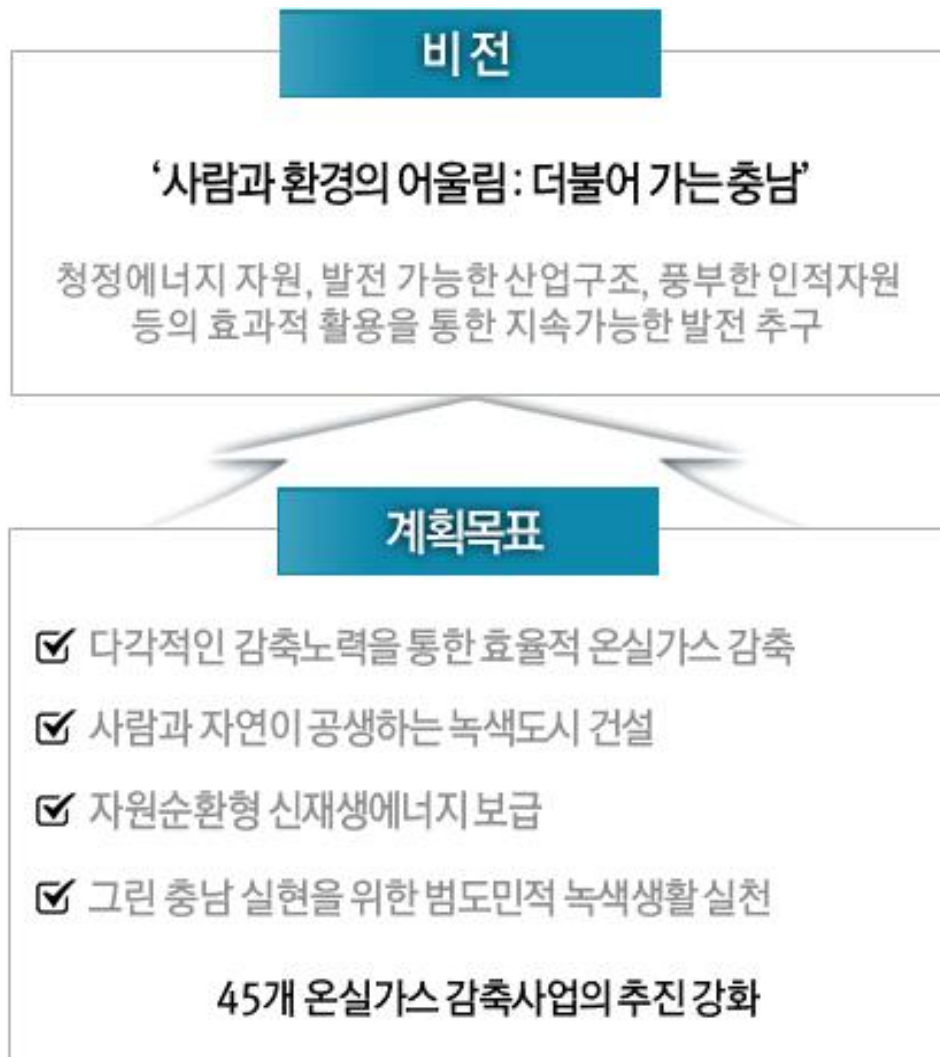 비전
‘사람과 환경의 어울림 : 더불어 가는 충남’
청정에너지 자원, 발전 가능한 산업구조, 풍부한 인적자원
등의 효과적 활용을 통한 지속가능한 발전 추구
계획목표
다각적인 감축노력을 통한 효율적 온실가스 감축
사람과 자연이 공생하는 녹색도시 건설
자원순환형 신재생에너지 보급
그린 충남 실현을 위한 범도민적 녹색생활 실천
45개 온실가스 감축사업의 추진 강화